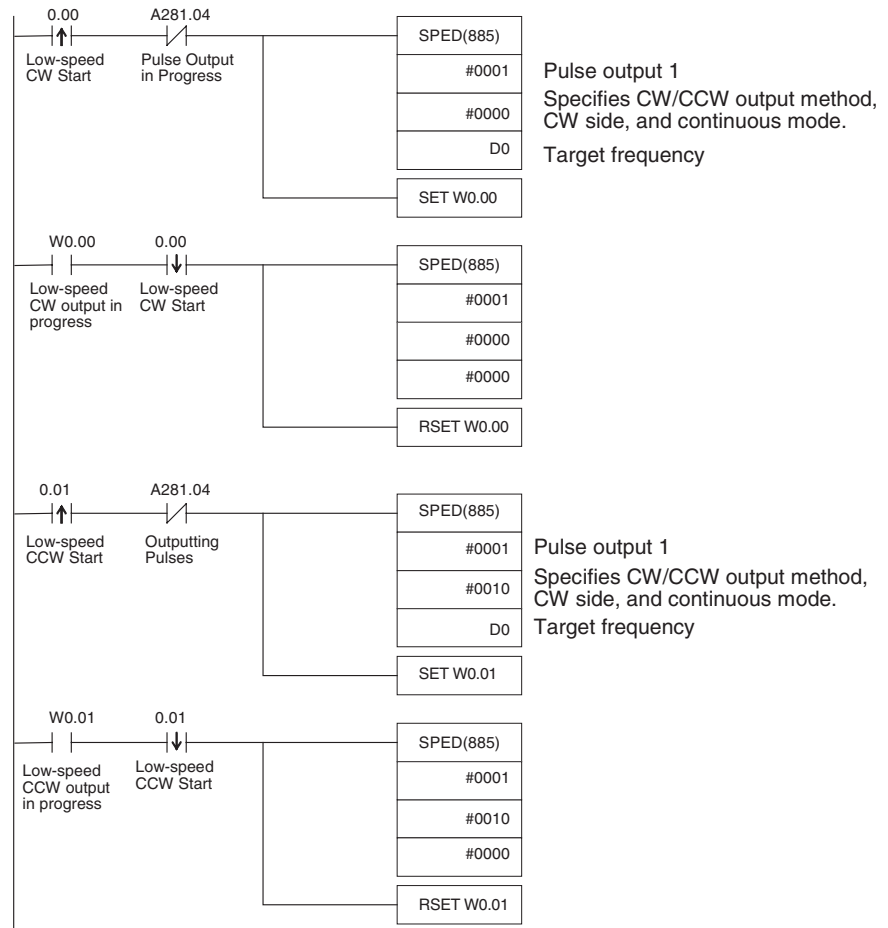 0.00 A281.04
SPED(885)
Low-speed
CW Start
Pulse Output
in Progress
#0001 Pulse output 1
#0000 Specifies CW/CCW output method,
CW side, and continuous mode.
D0 Target frequency
SET W0.00
W0.00 0.00
SPED(885)
Low-speed
CW output in
progress
Low-speed
CW Start
#0001
#0000
#0000
RSET W0.00
0.01 A281.04
SPED(885)
Low-speed
CCW Start
Outputting
Pulses
#0001 Pulse output 1
#0010 Specifies CW/CCW output method,
CW side, and continuous mode.
D0 Target frequency
SET W0.01
W0.01 0.01
SPED(885)
Low-speed
CCW output
in progress
Low-speed
CCW Start
#0001
#0010
#0000
RSET W0.01